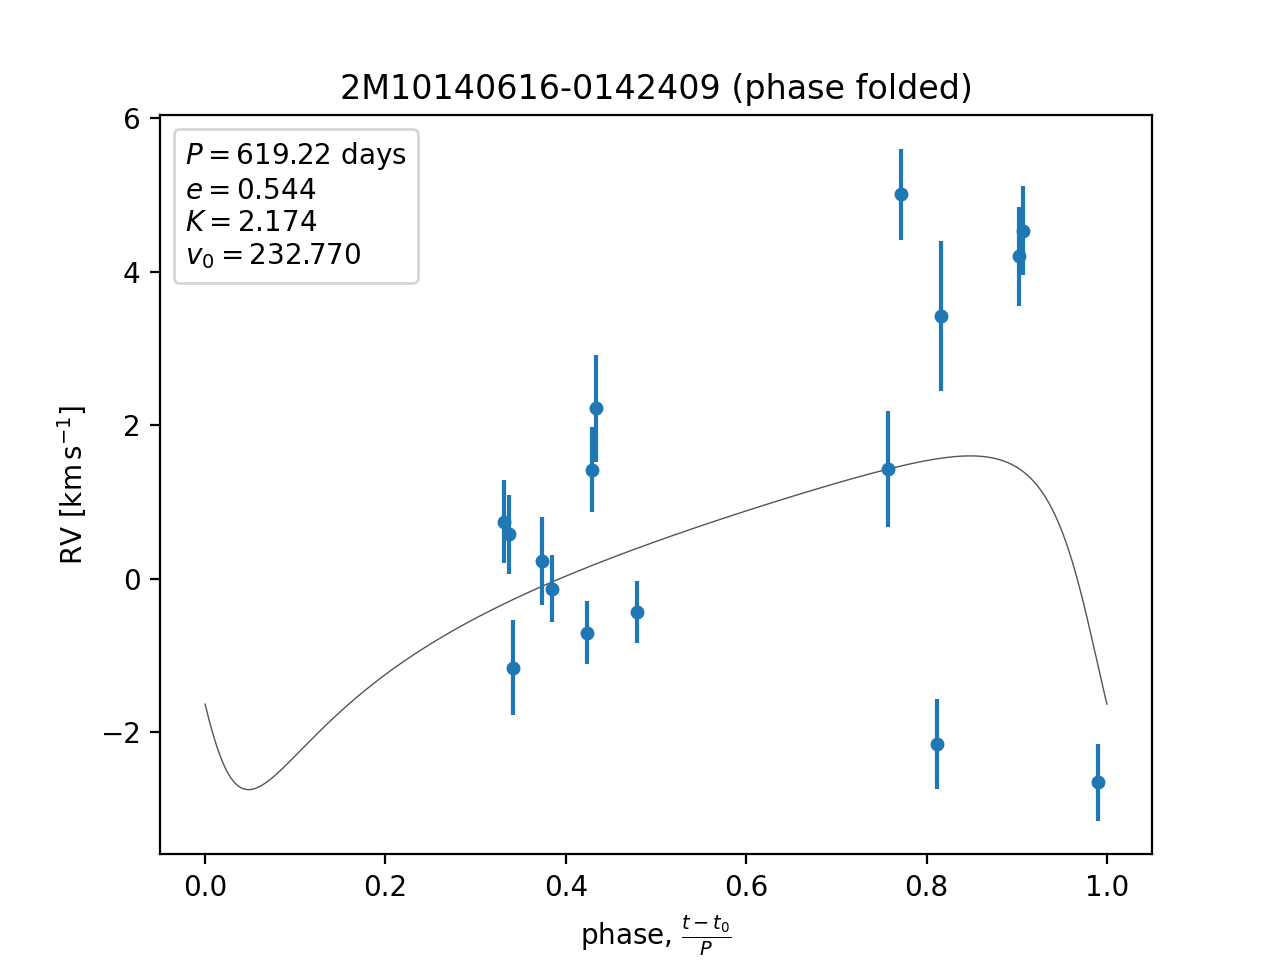 2M10140616-0142409 (phase folded)
P = 619.22 days
e = 0.544
K = 2.174
v₀ = 232.770
RV [km s⁻¹]
6
4
2
0
−2
0.0 0.2 0.4 0.6 0.8 1.0
phase, (t − t₀)/P